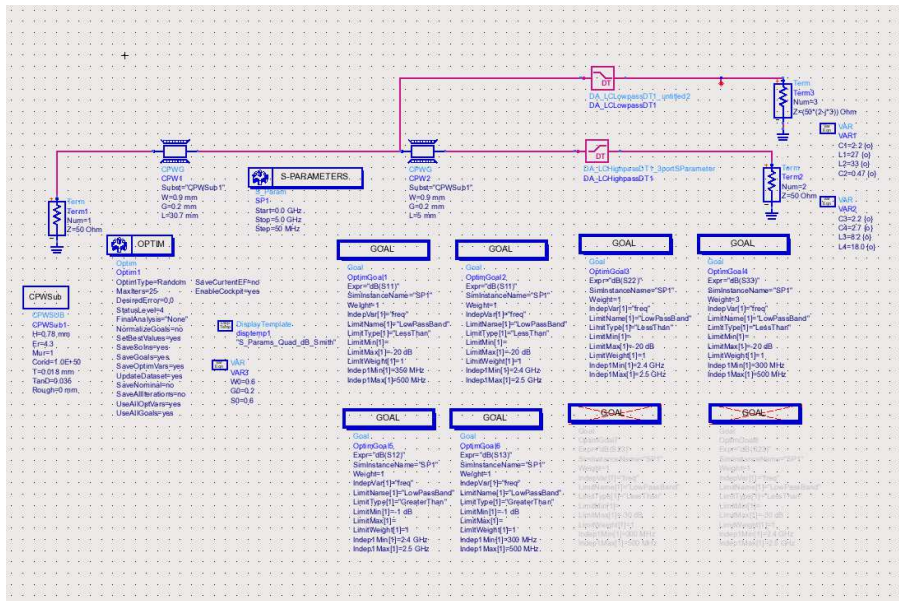 DT
DA_LCLowpassDT1_untitled2
DA_LCLowpassDT1
Term
Term3
Num=3
Z=(50*(2-j*3)) Ohm
VAR
VAR1
C1=2.2 {o}
L1=27 {o}
L2=33 {o}
C2=0.47 {o}
DT
DA_LCHighpassDT1_3portSParameter
DA_LCHighpassDT1
Term
Term2
Num=2
Z=50 Ohm
VAR
VAR2
C3=2.2 {o}
C4=2.7 {o}
L3=8.2 {o}
L4=18.0 {o}
CPWG
CPW1
Subst="CPWSub1"
W=0.9 mm
G=0.2 mm
L=30.7 mm
S-PARAMETERS
S_Param
SP1
Start=0.0 GHz
Stop=5.0 GHz
Step=50 MHz
CPWG
CPW2
Subst="CPWSub1"
W=0.9 mm
G=0.2 mm
L=5 mm
Term
Term1
Num=1
Z=50 Ohm
OPTIM
Optim
Optim1
OptimType=Random
MaxIters=25
DesiredError=0.0
StatusLevel=4
FinalAnalysis="None"
NormalizeGoals=no
SetBestValues=yes
SaveSolns=yes
SaveGoals=yes
SaveOptimVars=yes
UpdateDataset=yes
SaveNominal=no
SaveAllIterations=no
UseAllOptVars=yes
UseAllGoals=yes
SaveCurrentEF=no
EnableCockpit=yes
CPWSub
CPWSUB
CPWSub1
H=0.78 mm
Er=4.3
Mur=1
Cond=1.0E+50
T=0.018 mm
TanD=0.035
Rough=0 mm
DisplayTemplate
disptemp1
"S_Params_Quad_dB_Smith"
VAR
VAR3
W0=0.6
G0=0.2
S0=0.6
GOAL
Goal
OptimGoal1
Expr="dB(S11)"
SimInstanceName="SP1"
Weight=1
IndepVar[1]="freq"
LimitName[1]="LowPassBand"
LimitType[1]="LessThan"
LimitMin[1]=
LimitMax[1]=-20 dB
LimitWeight[1]=1
Indep1Min[1]=350 MHz
Indep1Max[1]=500 MHz
GOAL
Goal
OptimGoal2
Expr="dB(S11)"
SimInstanceName="SP1"
Weight=1
IndepVar[1]="freq"
LimitName[1]="LowPassBand"
LimitType[1]="LessThan"
LimitMin[1]=
LimitMax[1]=-20 dB
LimitWeight[1]=1
Indep1Min[1]=2.4 GHz
Indep1Max[1]=2.5 GHz
GOAL
Goal
OptimGoal3
Expr="dB(S22)"
SimInstanceName="SP1"
Weight=1
IndepVar[1]="freq"
LimitName[1]="LowPassBand"
LimitType[1]="LessThan"
LimitMin[1]=
LimitMax[1]=-20 dB
LimitWeight[1]=1
Indep1Min[1]=2.4 GHz
Indep1Max[1]=2.5 GHz
GOAL
Goal
OptimGoal4
Expr="dB(S33)"
SimInstanceName="SP1"
Weight=3
IndepVar[1]="freq"
LimitName[1]="LowPassBand"
LimitType[1]="LessThan"
LimitMin[1]=
LimitMax[1]=-20 dB
LimitWeight[1]=1
Indep1Min[1]=300 MHz
Indep1Max[1]=500 MHz
GOAL
Goal
OptimGoal5
Expr="dB(S12)"
SimInstanceName="SP1"
Weight=1
IndepVar[1]="freq"
LimitName[1]="LowPassBand"
LimitType[1]="GreaterThan"
LimitMin[1]=-1 dB
LimitMax[1]=
LimitWeight[1]=1
Indep1Min[1]=2.4 GHz
Indep1Max[1]=2.5 GHz
GOAL
Goal
OptimGoal6
Expr="dB(S13)"
SimInstanceName="SP1"
Weight=1
IndepVar[1]="freq"
LimitName[1]="LowPassBand"
LimitType[1]="GreaterThan"
LimitMin[1]=-1 dB
LimitMax[1]=
LimitWeight[1]=1
Indep1Min[1]=300 MHz
Indep1Max[1]=500 MHz
GOAL
GOAL